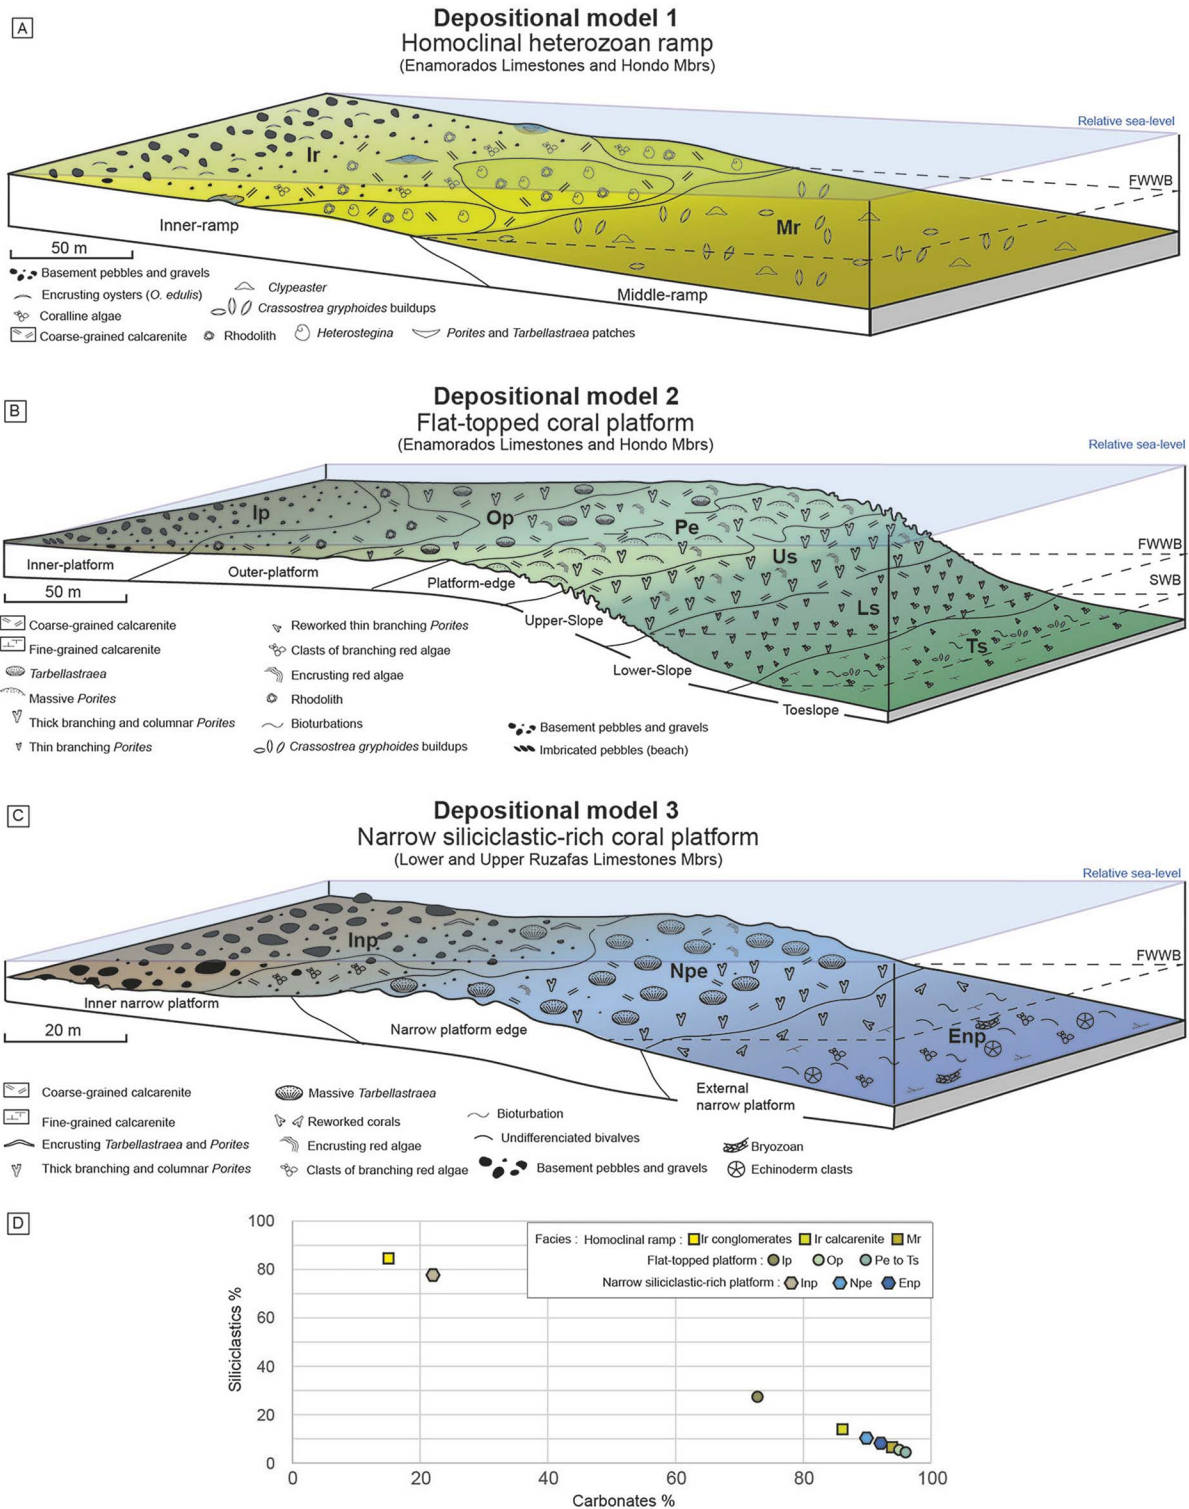 A
Depositional model 1
Homoclinal heterozoan ramp
(Enamorados Limestones and Hondo Mbrs)
Relative sea-level
FWWB
Ir
Mr
Inner-ramp
50 m
Middle-ramp
Basement pebbles and gravels
Encrusting oysters (O. edulis)
Coralline algae
Coarse-grained calcarenite
Clypeaster
Crassostrea gryphoides buildups
Rhodolith
Heterostegina
Porites and Tarbellastraea patches
B
Depositional model 2
Flat-topped coral platform
(Enamorados Limestones and Hondo Mbrs)
Relative sea-level
FWWB
SWB
Ip
Op
Pe
Us
Ls
Ts
Inner-platform
Outer-platform
Platform-edge
Upper-Slope
Lower-Slope
Toeslope
50 m
Coarse-grained calcarenite
Fine-grained calcarenite
Tarbellastraea
Massive Porites
Thick branching and columnar Porites
Thin branching Porites
Reworked thin branching Porites
Clasts of branching red algae
Encrusting red algae
Rhodolith
Bioturbations
Crassostrea gryphoides buildups
Basement pebbles and gravels
Imbricated pebbles (beach)
C
Depositional model 3
Narrow siliciclastic-rich coral platform
(Lower and Upper Ruzafas Limestones Mbrs)
Relative sea-level
FWWB
Inp
Npe
Enp
Inner narrow platform
20 m
Narrow platform edge
External
narrow platform
Coarse-grained calcarenite
Fine-grained calcarenite
Encrusting Tarbellastraea and Porites
Thick branching and columnar Porites
Massive Tarbellastraea
Reworked corals
Encrusting red algae
Clasts of branching red algae
Bioturbation
Undifferenciated bivalves
Basement pebbles and gravels
Bryozoan
Echinoderm clasts
D
Siliciclastics %
100
80
60
40
20
0
Facies : Homoclinal ramp : Ir conglomerates Ir calcarenite Mr
Flat-topped platform : Ip Op Pe to Ts
Narrow siliciclastic-rich platform : Inp Npe Enp
0 20 40 60 80 100
Carbonates %